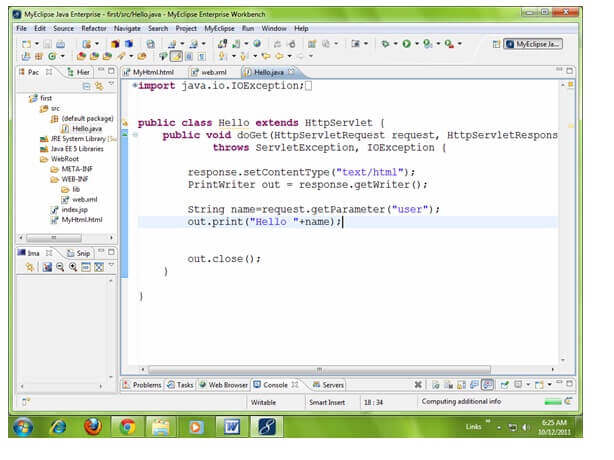 MyEclipse Java Enterprise - first/src/Hello.java - MyEclipse Enterprise Workbench
File Edit Source Refactor Navigate Search Project MyEclipse Run Window Help
MyEclipse Ja...
Pac Hier
MyHtml.html web.xml Hello.java
first
src
(default package)
Hello.java
JRE System Library
Java EE 5 Libraries
WebRoot
META-INF
WEB-INF
lib
web.xml
index.jsp
MyHtml.html
Ima Snip
import java.io.IOException;
public class Hello extends HttpServlet {
public void doGet(HttpServletRequest request, HttpServletRespons
throws ServletException, IOException {
response.setContentType("text/html");
PrintWriter out = response.getWriter();
String name=request.getParameter("user");
out.print("Hello "+name);
out.close();
}
}
Problems Tasks Web Browser Console Servers
Writable Smart Insert 18 : 34 Computing additional info
Links 6:25 AM
10/12/2011